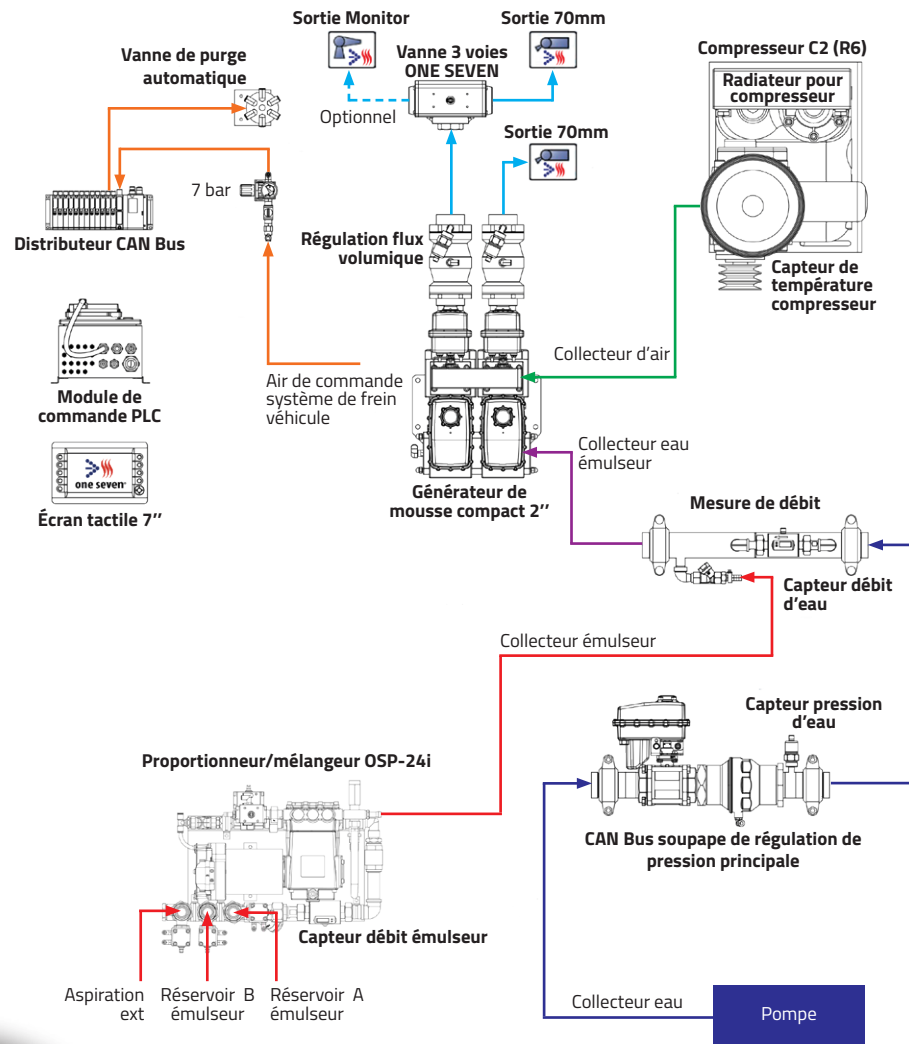 Sortie Monitor
Sortie 70mm
Vanne 3 voies
ONE SEVEN
Vanne de purge
automatique
Compresseur C2 (R6)
Radiateur pour
compresseur
Optionnel
Sortie 70mm
7 bar
Distributeur CAN Bus
Régulation flux
volumique
Capteur de
température
compresseur
Collecteur d'air
Air de commande
système de frein
véhicule
Module de
commande PLC
Collecteur eau
émulseur
one seven
Écran tactile 7''
Générateur de
mousse compact 2''
Mesure de débit
Capteur débit
d'eau
Collecteur émulseur
Capteur pression
d'eau
Proportionneur/mélangeur OSP-24i
CAN Bus soupape de régulation de
pression principale
Capteur débit émulseur
Aspiration
ext
Réservoir B
émulseur
Réservoir A
émulseur
Collecteur eau
Pompe